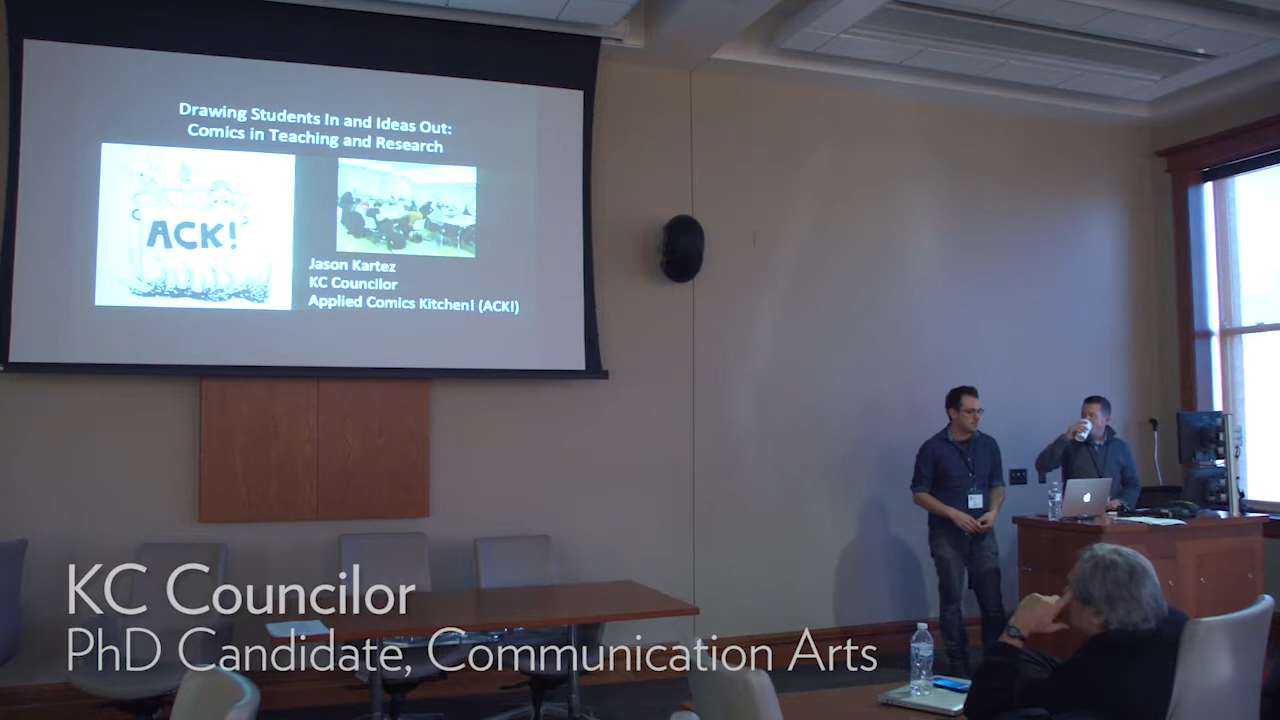 Drawing Students In and Ideas Out:
Comics in Teaching and Research
ACK!
Jason Kartez
KC Councilor
Applied Comics Kitchen! (ACK!)
KC Councilor
PhD Candidate, Communication Arts